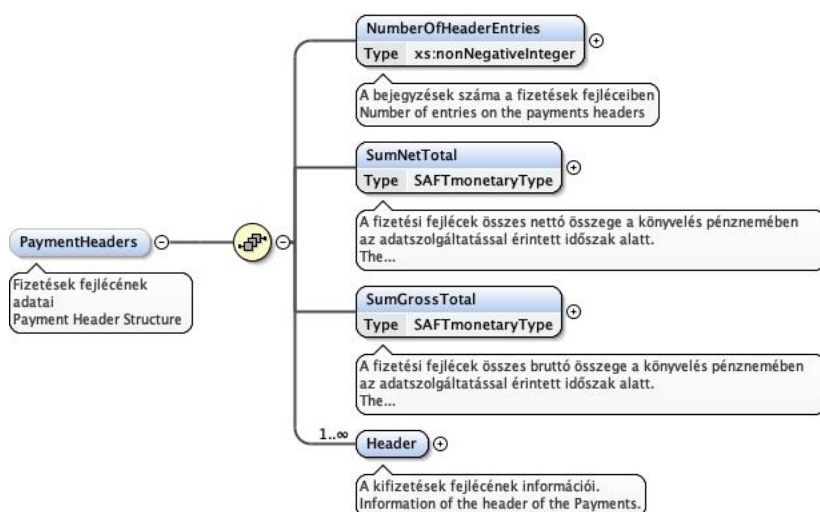 NumberOfHeaderEntries
Type xs:nonNegativeInteger
A bejegyzések száma a fizetések fejléceiben
Number of entries on the payments headers
SumNetTotal
Type SAFTmonetaryType
A fizetési fejlécek összes nettó összege a könyvelés pénznemében
az adatszolgáltatással érintett időszak alatt.
The...
PaymentHeaders
Fizetések fejlécének
adatai
Payment Header Structure
SumGrossTotal
Type SAFTmonetaryType
A fizetési fejlécek összes bruttó összege a könyvelés pénznemében
az adatszolgáltatással érintett időszak alatt.
The...
1..∞
Header
A kifizetések fejlécének információi.
Information of the header of the Payments.